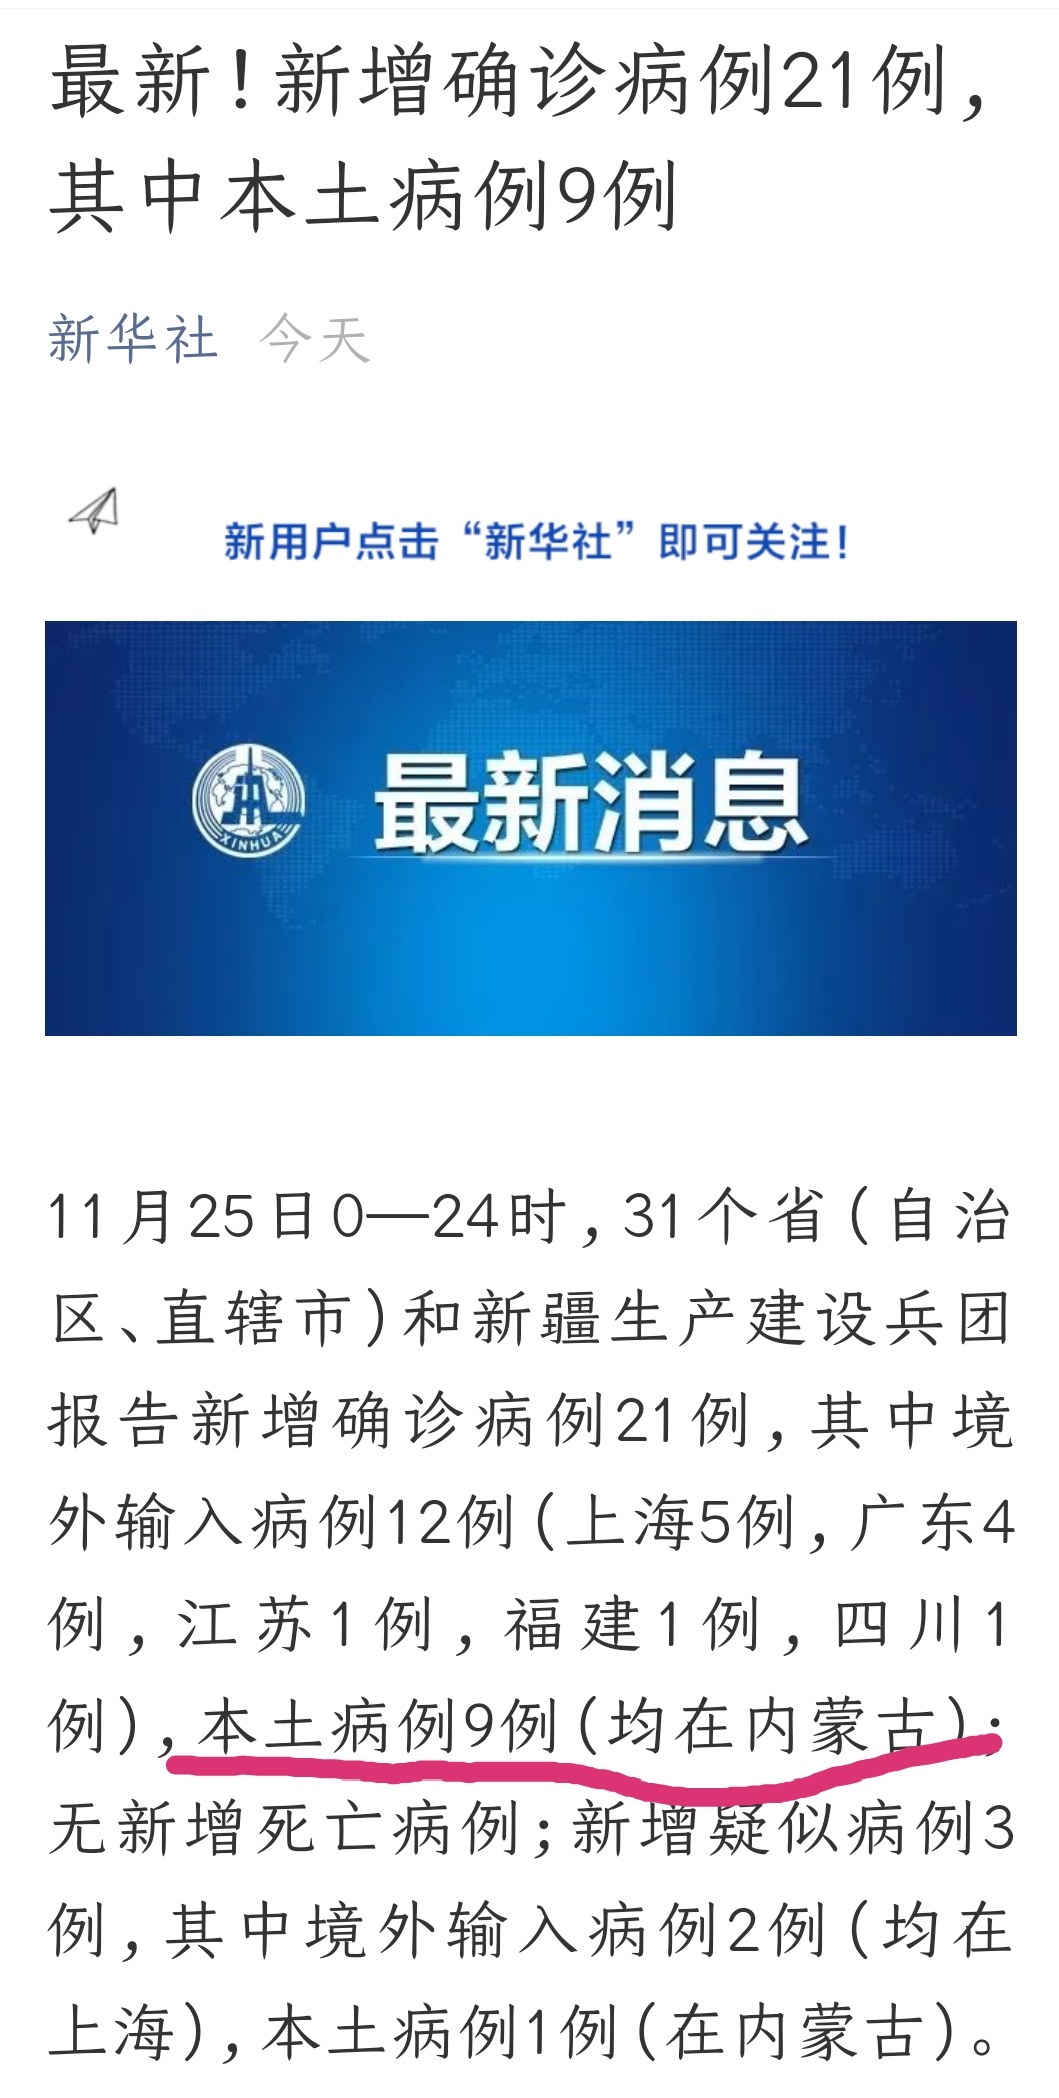 最新！新增确诊病例21例，
其中本土病例9例
新华社 今天
新用户点击“新华社”即可关注！
最新消息
XINHUA
11月25日0—24时，31个省（自治
区、直辖市）和新疆生产建设兵团
报告新增确诊病例21例，其中境
外输入病例12例（上海5例，广东4
例，江苏1例，福建1例，四川1
例），本土病例9例（均在内蒙古）；
无新增死亡病例；新增疑似病例3
例，其中境外输入病例2例（均在
上海），本土病例1例（在内蒙古）。